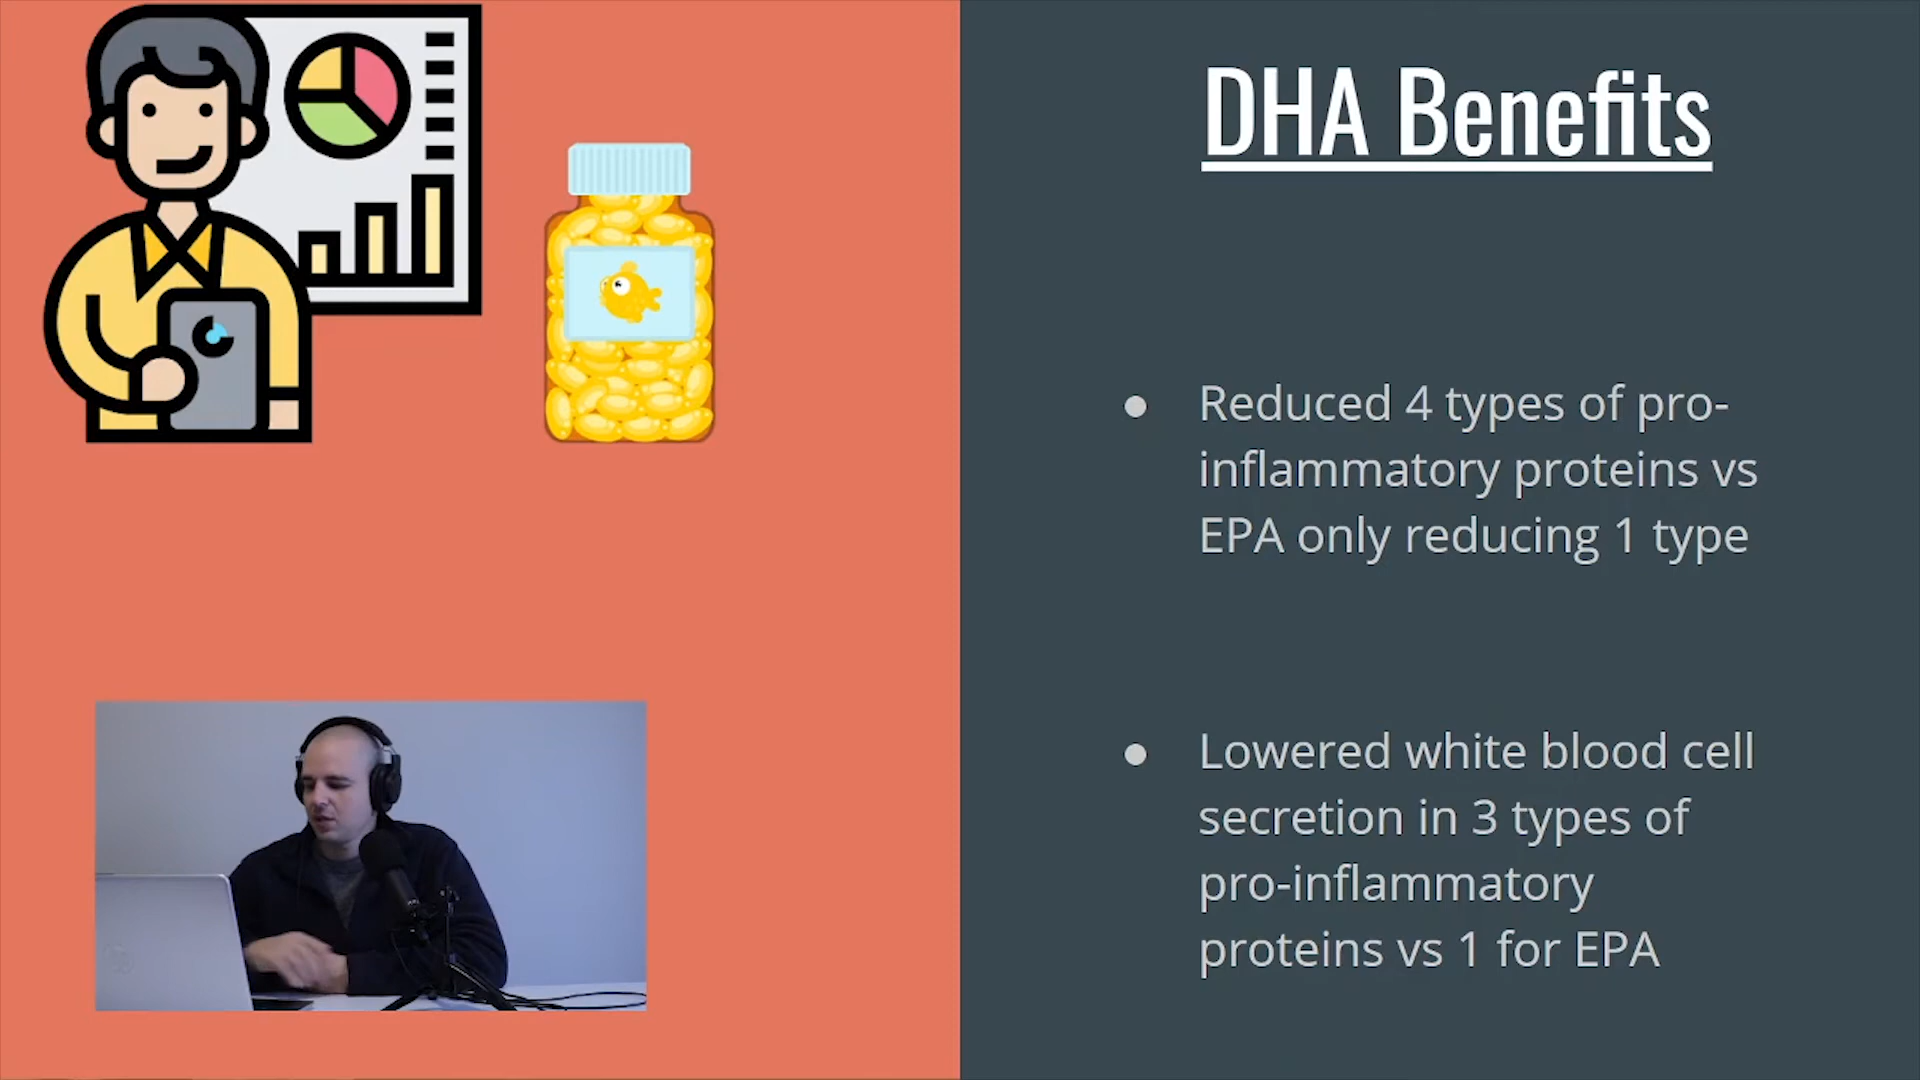 DHA Benefits
Reduced 4 types of pro-
inflammatory proteins vs
EPA only reducing 1 type
Lowered white blood cell
secretion in 3 types of
pro-inflammatory
proteins vs 1 for EPA